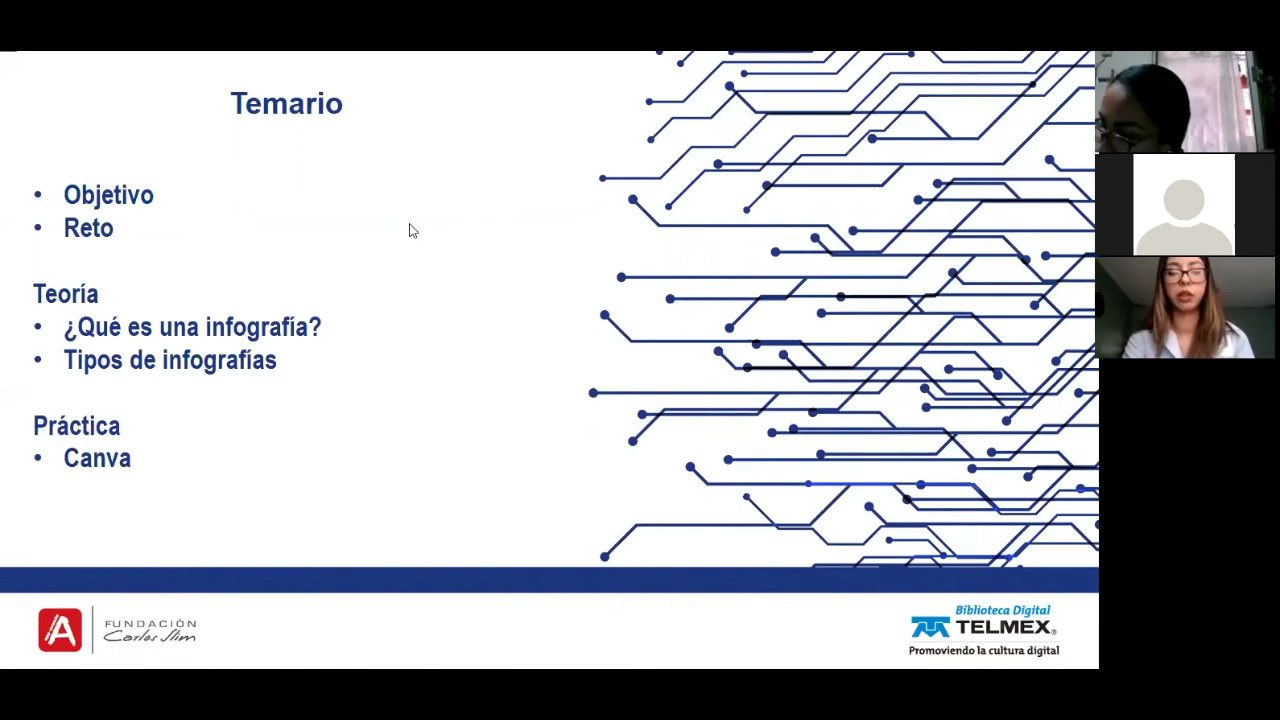 Temario
• Objetivo
• Reto
Teoría
• ¿Qué es una infografía?
• Tipos de infografías
Práctica
• Canva
FUNDACIÓN
Carlos Slim
Biblioteca Digital
TELMEX®
Promoviendo la cultura digital